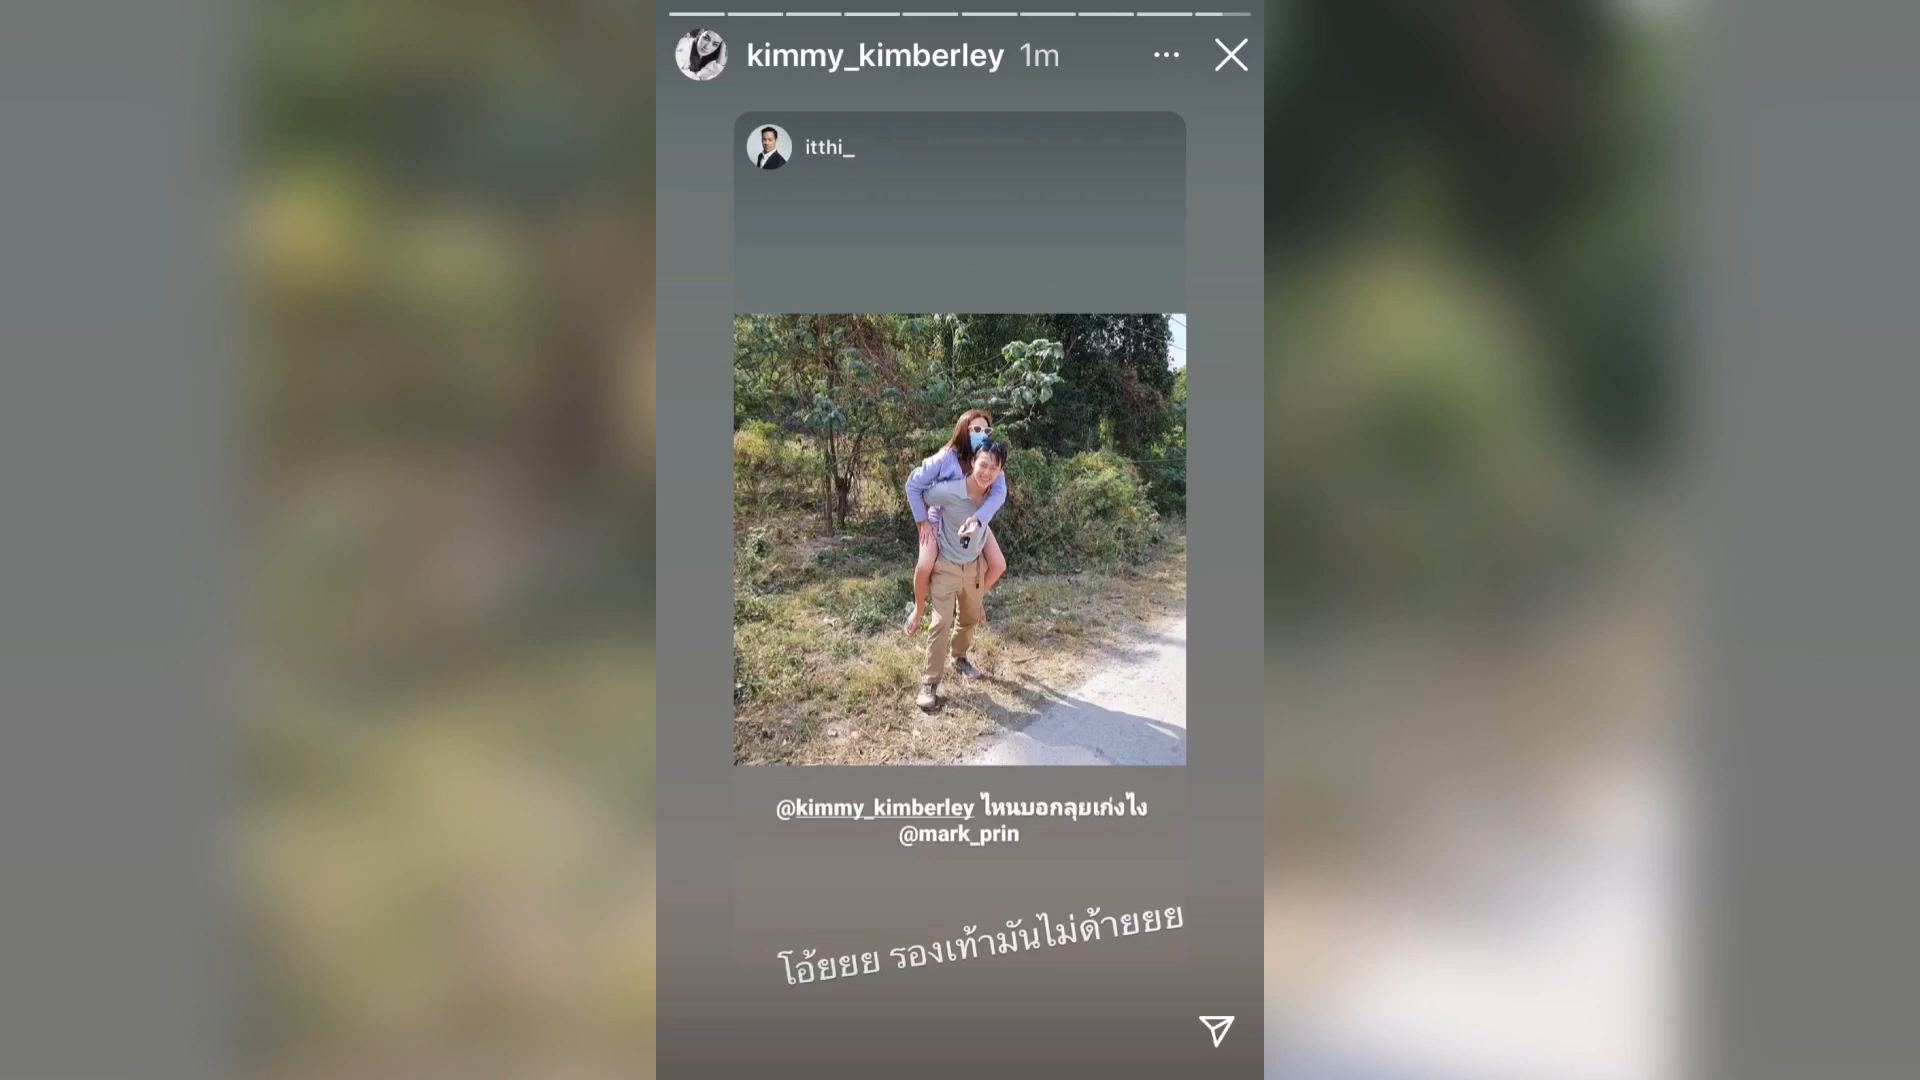 kimmy_kimberley 1m
itthi_
@kimmy_kimberley ไหนบอกลุยเก่งไง
@mark_prin
โอ้ยยย รองเท้ามันไม่ด้ายยย